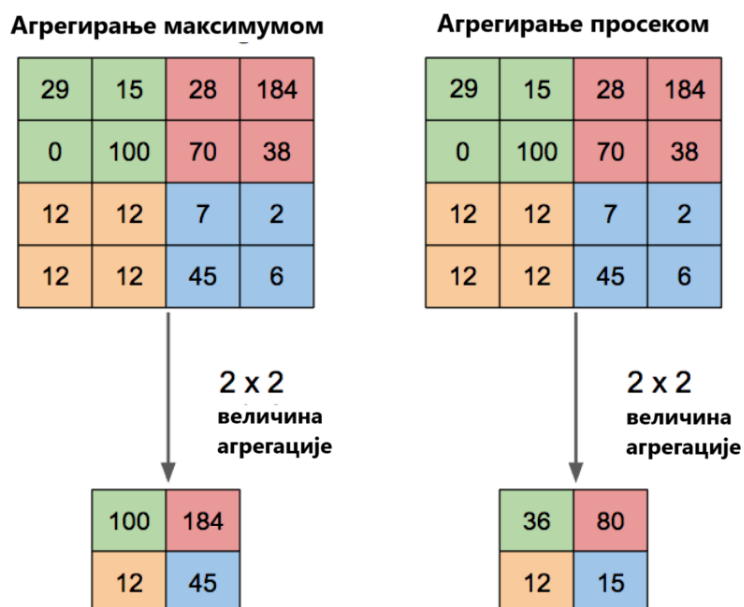 Агрегирање максимумом
29 15 28 184
0 100 70 38
12 12 7 2
12 12 45 6
2 x 2
величина
агрегације
100 184
12 45
Агрегирање просеком
29 15 28 184
0 100 70 38
12 12 7 2
12 12 45 6
2 x 2
величина
агрегације
36 80
12 15